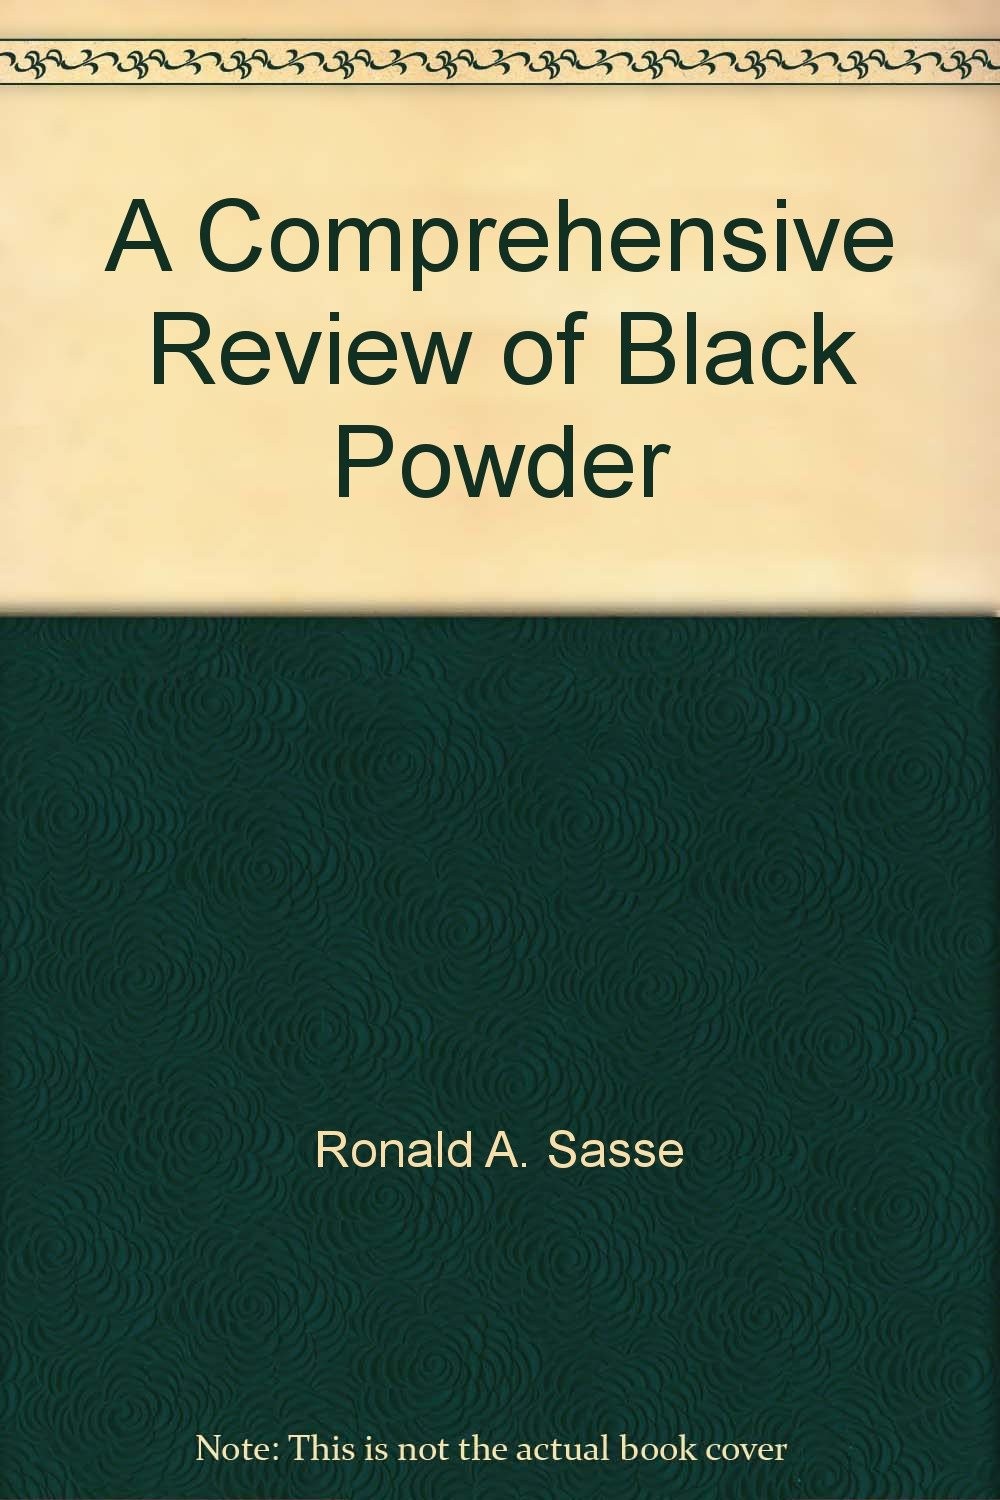 A Comprehensive
Review of Black
Powder
Ronald A. Sasse
Note: This is not the actual book cover